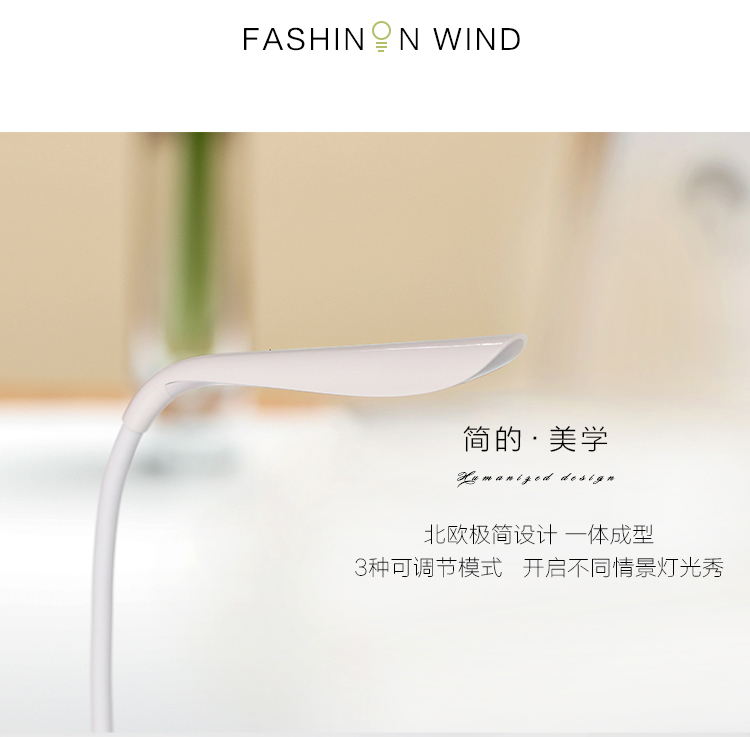 FASHINON WIND
简的·美学
Humanized design
北欧极简设计 一体成型
3种可调节模式 开启不同情景灯光秀